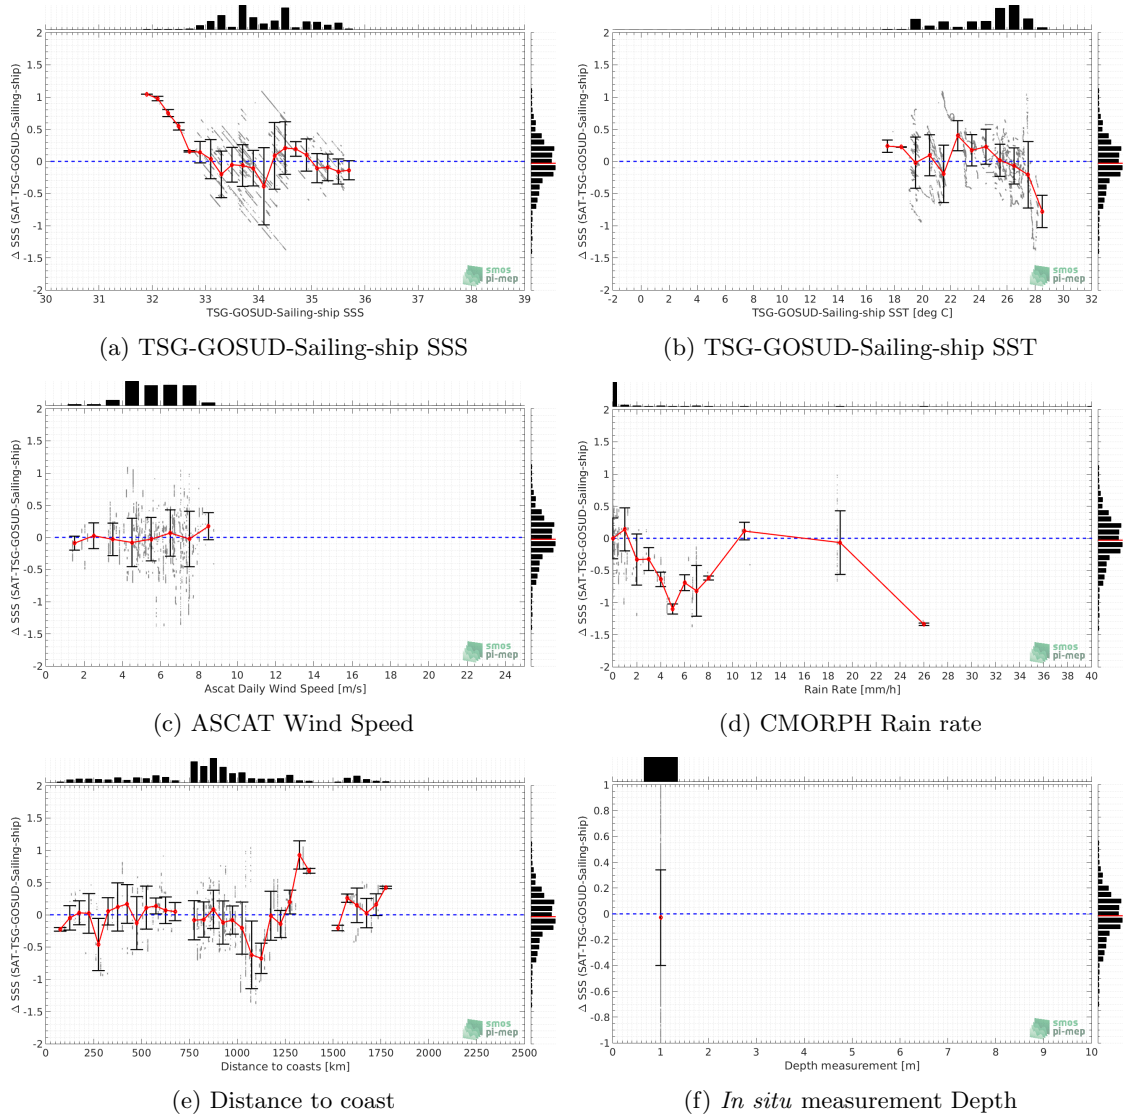 2
1.5
1
0.5
0
-0.5
-1
-1.5
-2
Δ SSS (SAT-TSG-GOSUD-Sailing-ship)
30 31 32 33 34 35 36 37 38 39
TSG-GOSUD-Sailing-ship SSS
smos
pi-mep
(a) TSG-GOSUD-Sailing-ship SSS
2
1.5
1
0.5
0
-0.5
-1
-1.5
-2
Δ SSS (SAT-TSG-GOSUD-Sailing-ship)
-2 0 2 4 6 8 10 12 14 16 18 20 22 24 26 28 30 32
TSG-GOSUD-Sailing-ship SST [deg C]
smos
pi-mep
(b) TSG-GOSUD-Sailing-ship SST
2
1.5
1
0.5
0
-0.5
-1
-1.5
-2
Δ SSS (SAT-TSG-GOSUD-Sailing-ship)
0 2 4 6 8 10 12 14 16 18 20 22 24
Ascat Daily Wind Speed [m/s]
smos
pi-mep
(c) ASCAT Wind Speed
2
1.5
1
0.5
0
-0.5
-1
-1.5
-2
Δ SSS (SAT-TSG-GOSUD-Sailing-ship)
0 2 4 6 8 10 12 14 16 18 20 22 24 26 28 30 32 34 36 38 40
Rain Rate [mm/h]
smos
pi-mep
(d) CMORPH Rain rate
2
1.5
1
0.5
0
-0.5
-1
-1.5
-2
Δ SSS (SAT-TSG-GOSUD-Sailing-ship)
0 250 500 750 1000 1250 1500 1750 2000 2250 2500
Distance to coasts [km]
smos
pi-mep
(e) Distance to coast
1
0.8
0.6
0.4
0.2
0
-0.2
-0.4
-0.6
-0.8
-1
Δ SSS (SAT-TSG-GOSUD-Sailing-ship)
0 1 2 3 4 5 6 7 8 9 10
Depth measurement [m]
smos
pi-mep
(f) In situ measurement Depth